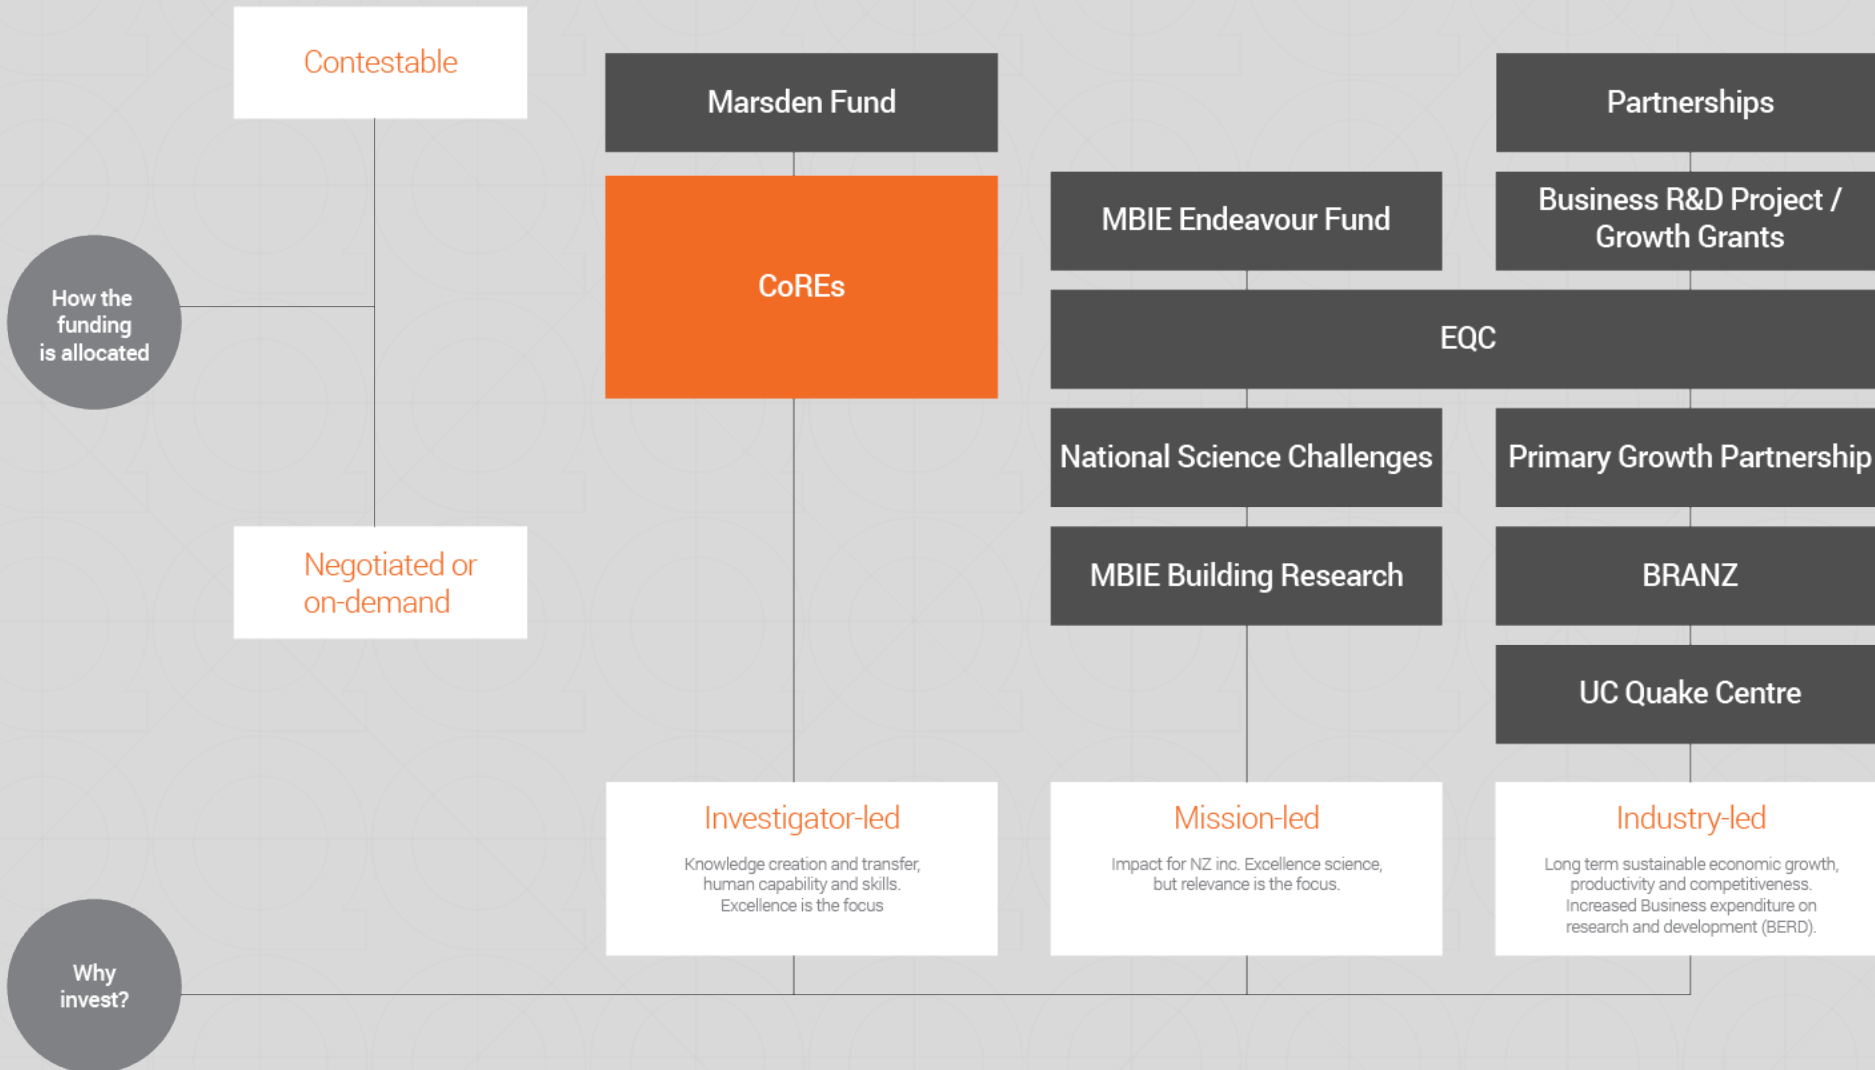 Contestable
Marsden Fund
Partnerships
MBIE Endeavour Fund
Business R&D Project /
Growth Grants
CoREs
How the
funding
is allocated
EQC
National Science Challenges
Primary Growth Partnership
Negotiated or
on-demand
MBIE Building Research
BRANZ
UC Quake Centre
Investigator-led
Knowledge creation and transfer,
human capability and skills.
Excellence is the focus
Mission-led
Impact for NZ inc. Excellence science,
but relevance is the focus.
Industry-led
Long term sustainable economic growth,
productivity and competitiveness.
Increased Business expenditure on
research and development (BERD).
Why
invest?